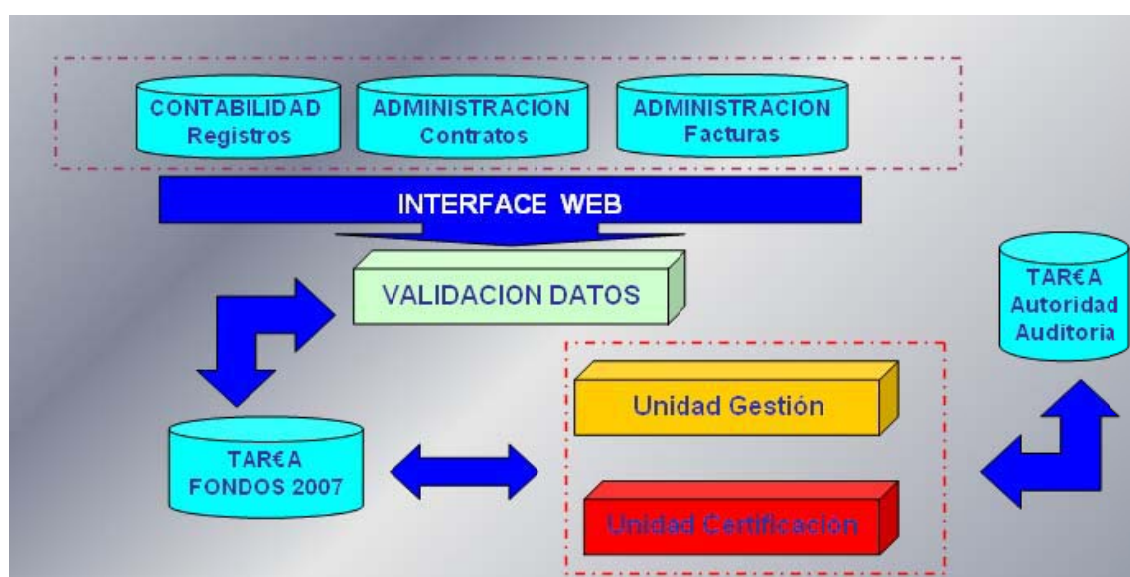 CONTABILIDAD
Registros
ADMINISTRACION
Contratos
ADMINISTRACION
Facturas
INTERFACE WEB
VALIDACION DATOS
TAR€A
Autoridad
Auditoria
Unidad Gestión
TAR€A
FONDOS 2007
Unidad Certificación